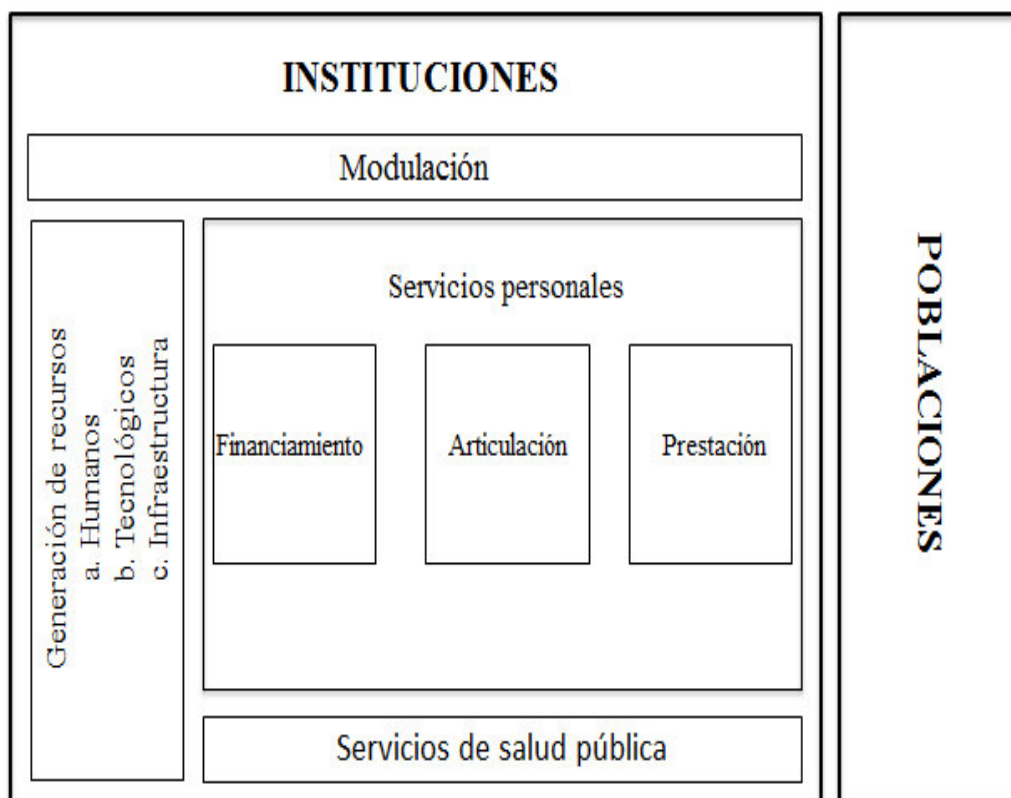 INSTITUCIONES
Modulación
Generación de recursos
a. Humanos
b. Tecnológicos
c. Infraestructura
Servicios personales
Financiamiento
Articulación
Prestación
Servicios de salud pública
POBLACIONES